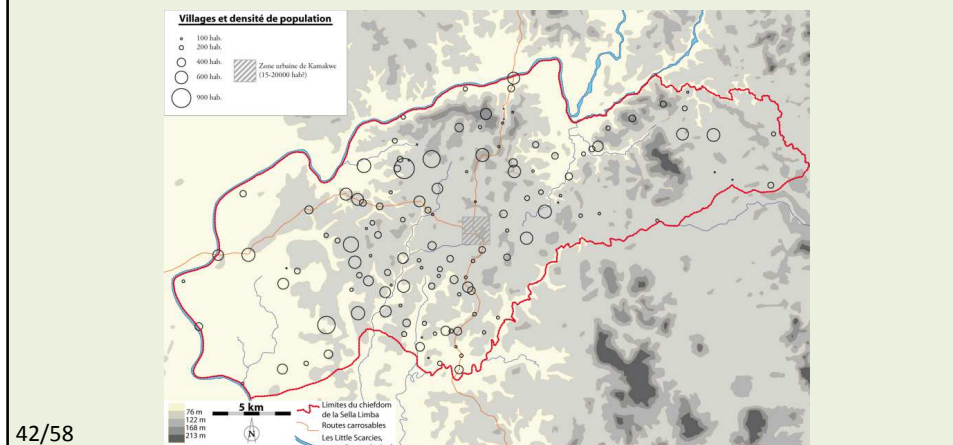 Villages et densité de population
100 hab.
200 hab.
400 hab.
600 hab.
900 hab.
Zone urbaine de Kamakwe
(15-20000 hab?)
76 m
122 m
168 m
213 m
5 km
N
Limites du chiefdom
de la Sella Limba
Routes carrosables
Les Little Scarcies,
42/58